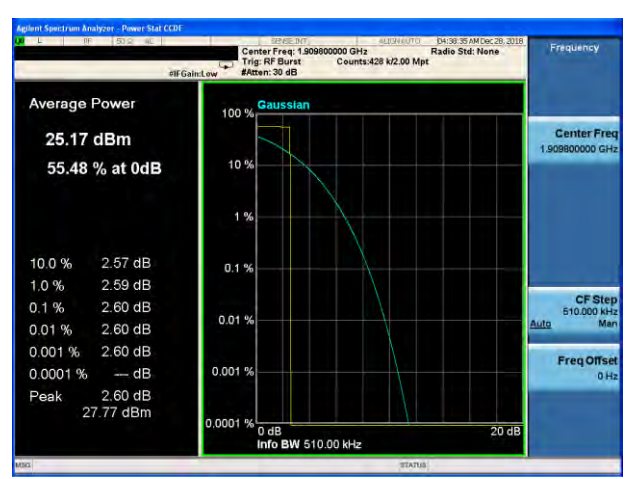 Agilent Spectrum Analyzer - Power Stat CCDF
L RF 50 Ω AC SENSE:INT ALIGN AUTO 04:38:35 AM Dec 28, 2018
Center Freq: 1.909800000 GHz Radio Std: None
Trig: RF Burst Counts:428 k/2.00 Mpt
#IFGain:Low #Atten: 30 dB
Frequency
Average Power
25.17 dBm
55.48 % at 0dB
10.0 % 2.57 dB
1.0 % 2.59 dB
0.1 % 2.60 dB
0.01 % 2.60 dB
0.001 % 2.60 dB
0.0001 % --- dB
Peak 2.60 dB
27.77 dBm
Gaussian
100 %
10 %
1 %
0.1 %
0.01 %
0.001 %
0.0001 %
0 dB 20 dB
Info BW 510.00 kHz
Center Freq
1.909800000 GHz
CF Step
510.000 kHz
Auto Man
Freq Offset
0 Hz
MSG STATUS